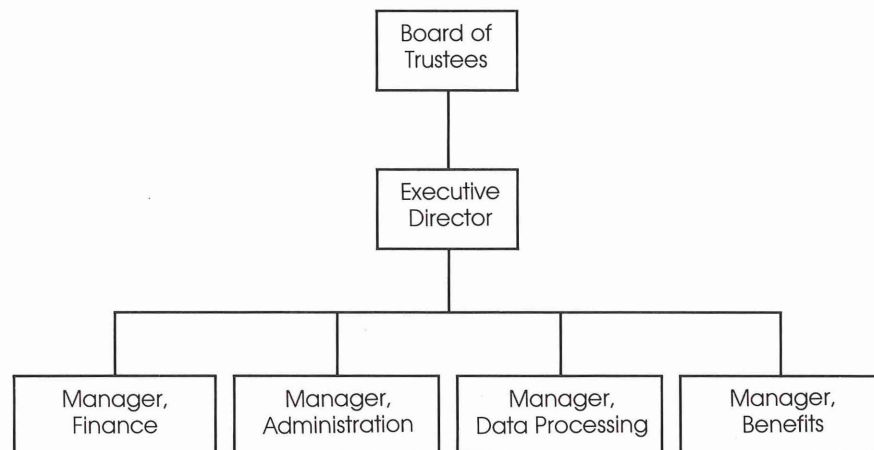 Board of
Trustees
Executive
Director
Manager,
Finance
Manager,
Administration
Manager,
Data Processing
Manager,
Benefits